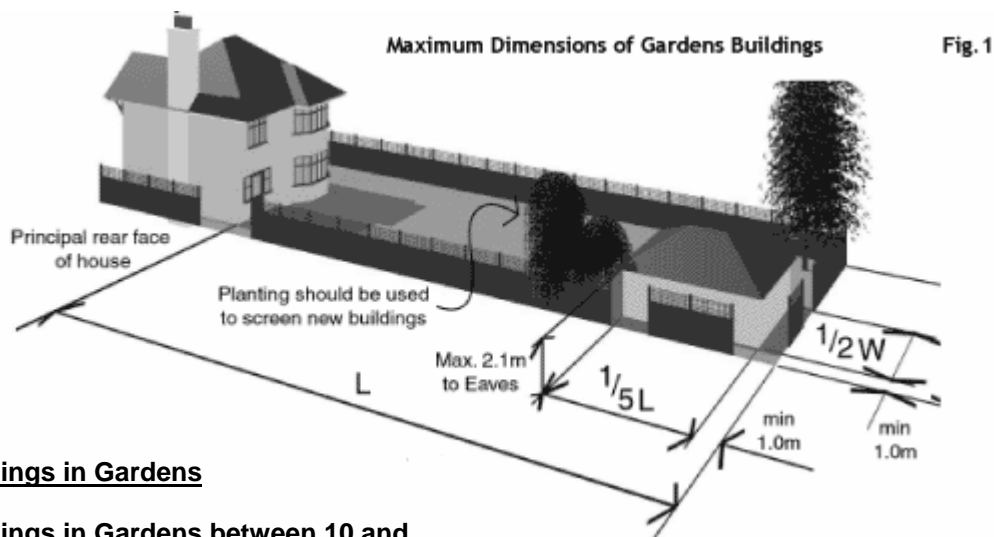 Maximum Dimensions of Gardens Buildings
Fig.1
Principal rear face
of house
Planting should be used
to screen new buildings
Max. 2.1m
to Eaves
L
1/5L
1/2W
min
1.0m
min
1.0m
ings in Gardens
ings in Gardens between 10 and